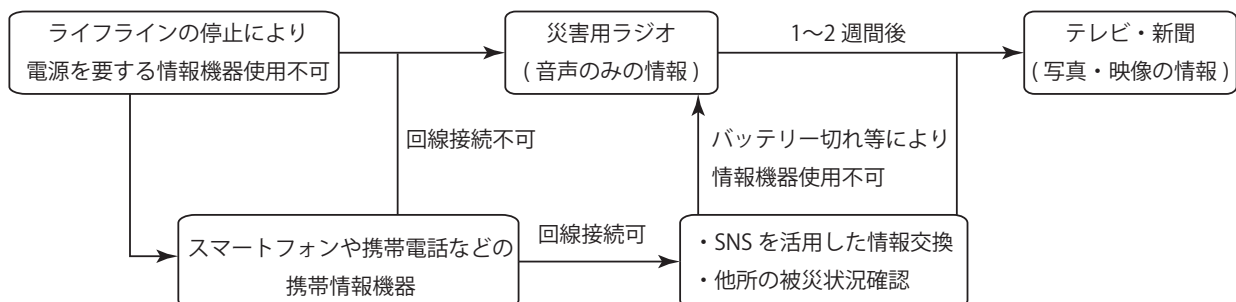 ライフラインの停止により
電源を要する情報機器使用不可
災害用ラジオ
( 音声のみの情報 )
1〜2 週間後
テレビ・新聞
( 写真・映像の情報 )
回線接続不可
バッテリー切れ等により
情報機器使用不可
スマートフォンや携帯電話などの
携帯情報機器
回線接続可
・SNS を活用した情報交換
・他所の被災状況確認